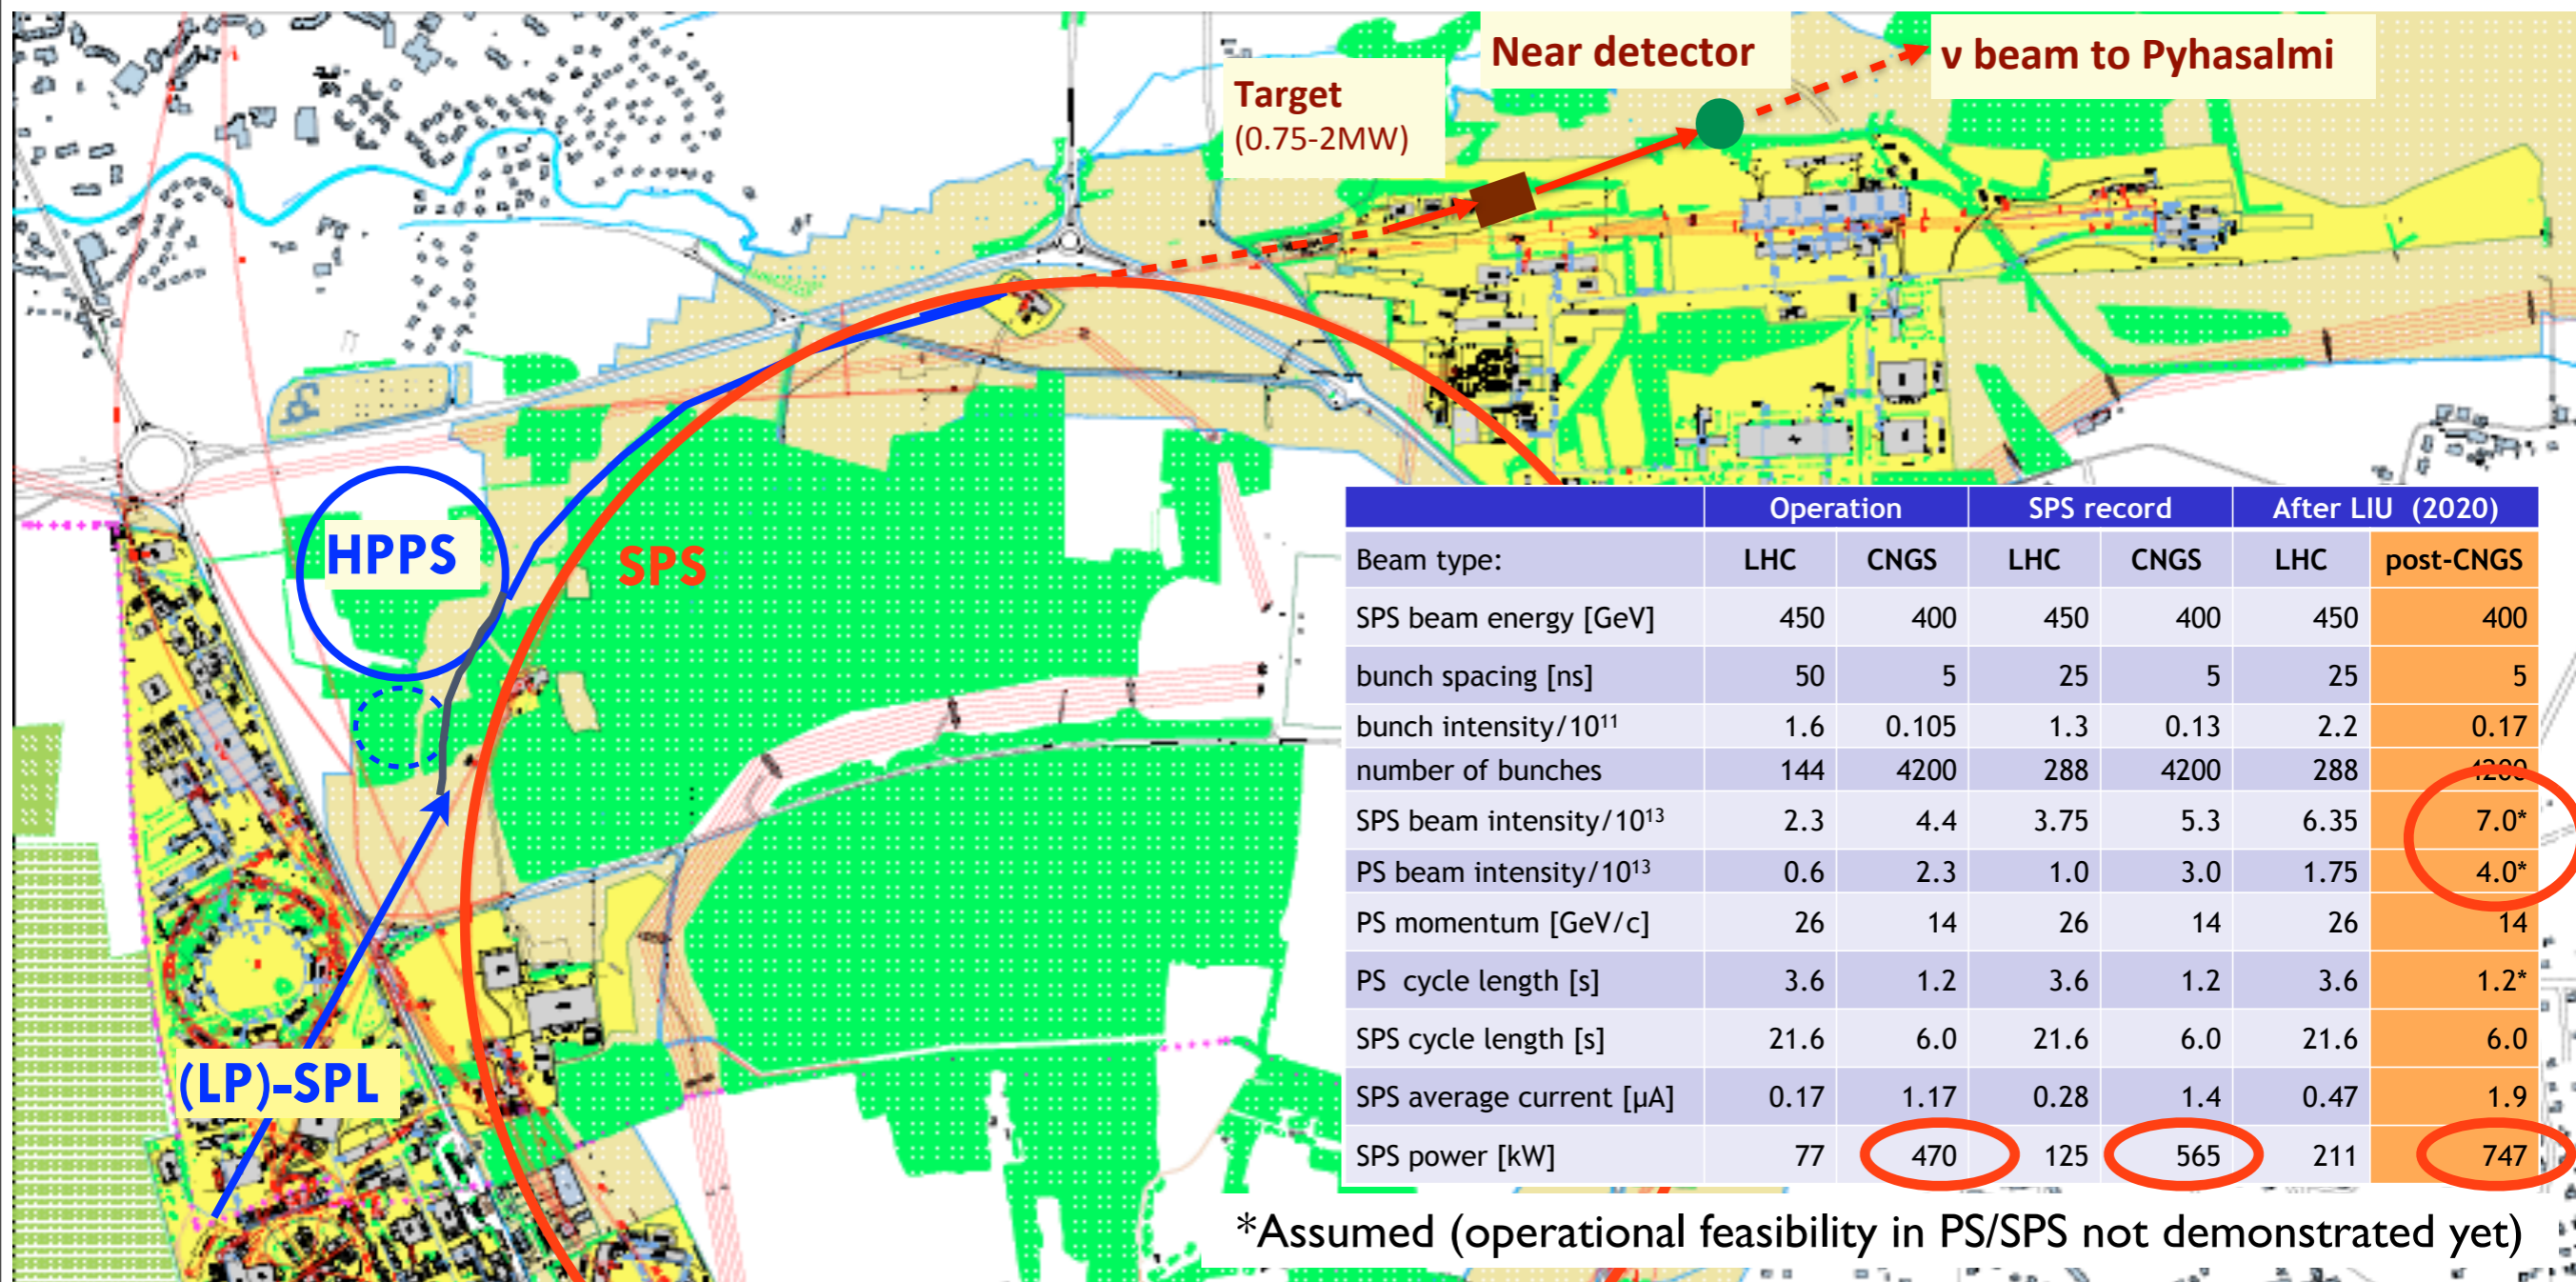 Near detector
ν beam to Pyhasalmi
Target
(0.75-2MW)
HPPS
SPS
(LP)-SPL
Operation SPS record After LIU (2020)
Beam type: LHC CNGS LHC CNGS LHC post-CNGS
SPS beam energy [GeV] 450 400 450 400 450 400
bunch spacing [ns] 50 5 25 5 25 5
bunch intensity/10¹¹ 1.6 0.105 1.3 0.13 2.2 0.17
number of bunches 144 4200 288 4200 288 4200
SPS beam intensity/10¹³ 2.3 4.4 3.75 5.3 6.35 7.0*
PS beam intensity/10¹³ 0.6 2.3 1.0 3.0 1.75 4.0*
PS momentum [GeV/c] 26 14 26 14 26 14
PS cycle length [s] 3.6 1.2 3.6 1.2 3.6 1.2*
SPS cycle length [s] 21.6 6.0 21.6 6.0 21.6 6.0
SPS average current [µA] 0.17 1.17 0.28 1.4 0.47 1.9
SPS power [kW] 77 470 125 565 211 747
*Assumed (operational feasibility in PS/SPS not demonstrated yet)